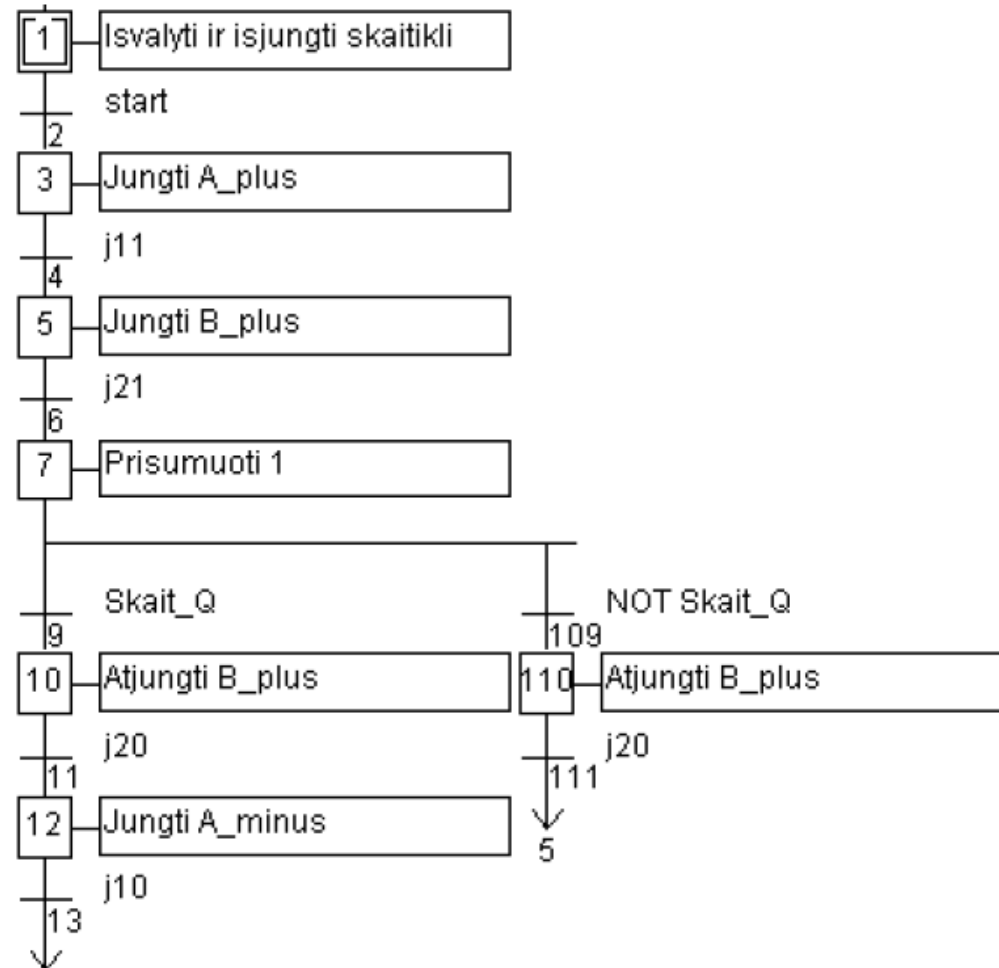 1 Isvalyti ir isjungti skaitikli
start
2
3 Jungti A_plus
j11
4
5 Jungti B_plus
j21
6
7 Prisumuoti 1
Skait_Q NOT Skait_Q
9 109
10 Atjungti B_plus 110 Atjungti B_plus
j20 j20
11 111
12 Jungti A_minus
5
j10
13